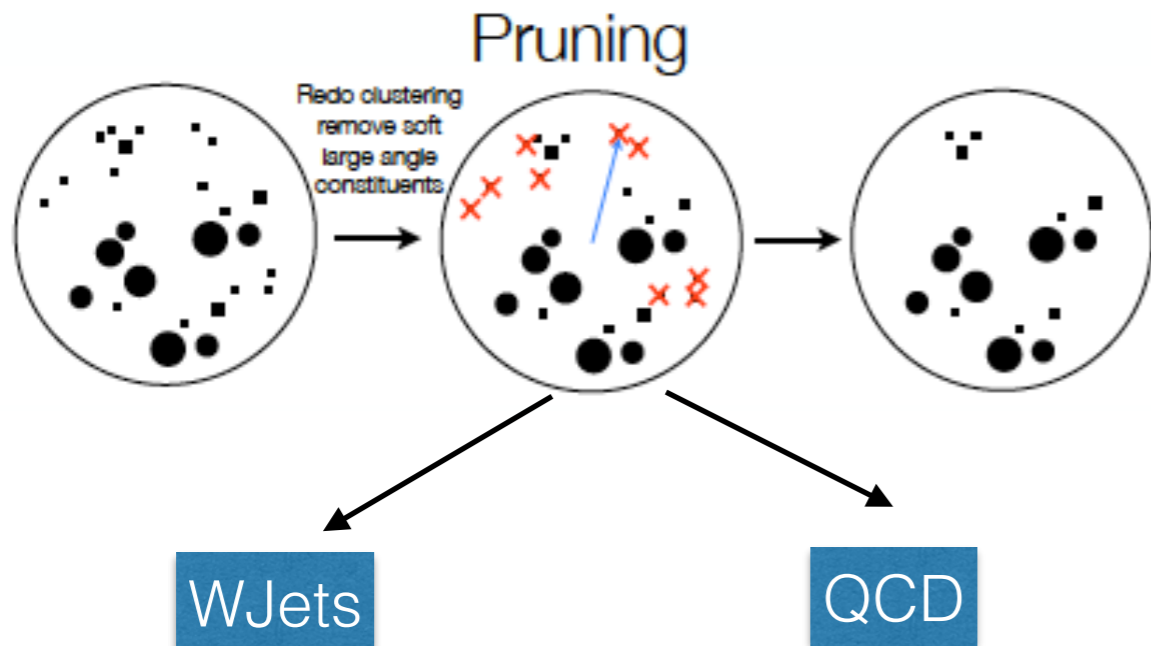 Pruning
Redo clustering
remove soft
large angle
constituents
WJets
QCD